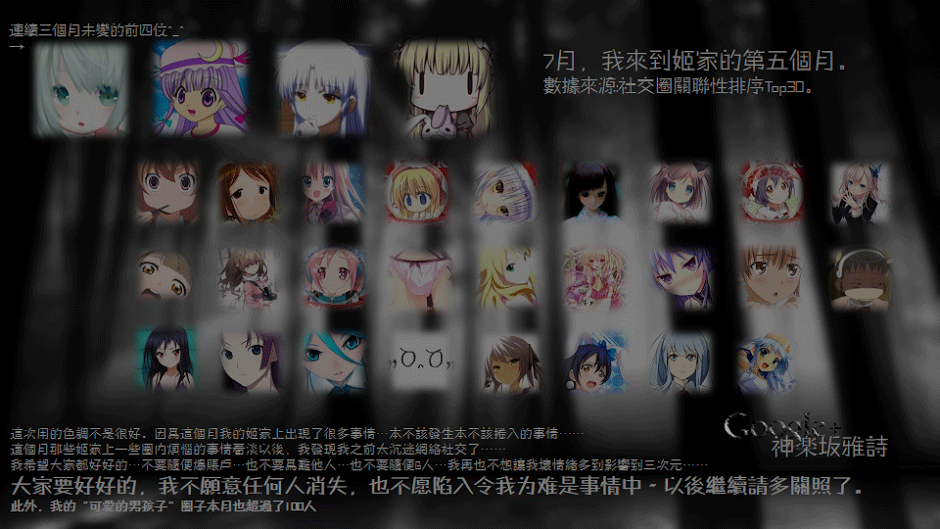 連續三個月未變的前四位^_^
→
7月，我來到姬家的第五個月。
數據來源:社交圈關聯性排序Top30。
這次用的色調不是很好．因爲這個月我的姬家上出現了很多事情…本不該發生本不該捲入的事情……
這個月那些姬家上一些圈内煩惱的事情看淡以後，我發現我之前太沉迷網絡社交了……
我希望大家都好好的…不要隨便爆賬戶…也不要爲難他人…也不要隨便B人…我再也不想讓我壞情緒多到影響到三次元……
大家要好好的，我不願意任何人消失，也不愿陷入令我为难是事情中～以後繼續請多關照了。
此外，我的“可爱的男孩子”圈子本月也超過了100人
Google+
神楽坂雅詩